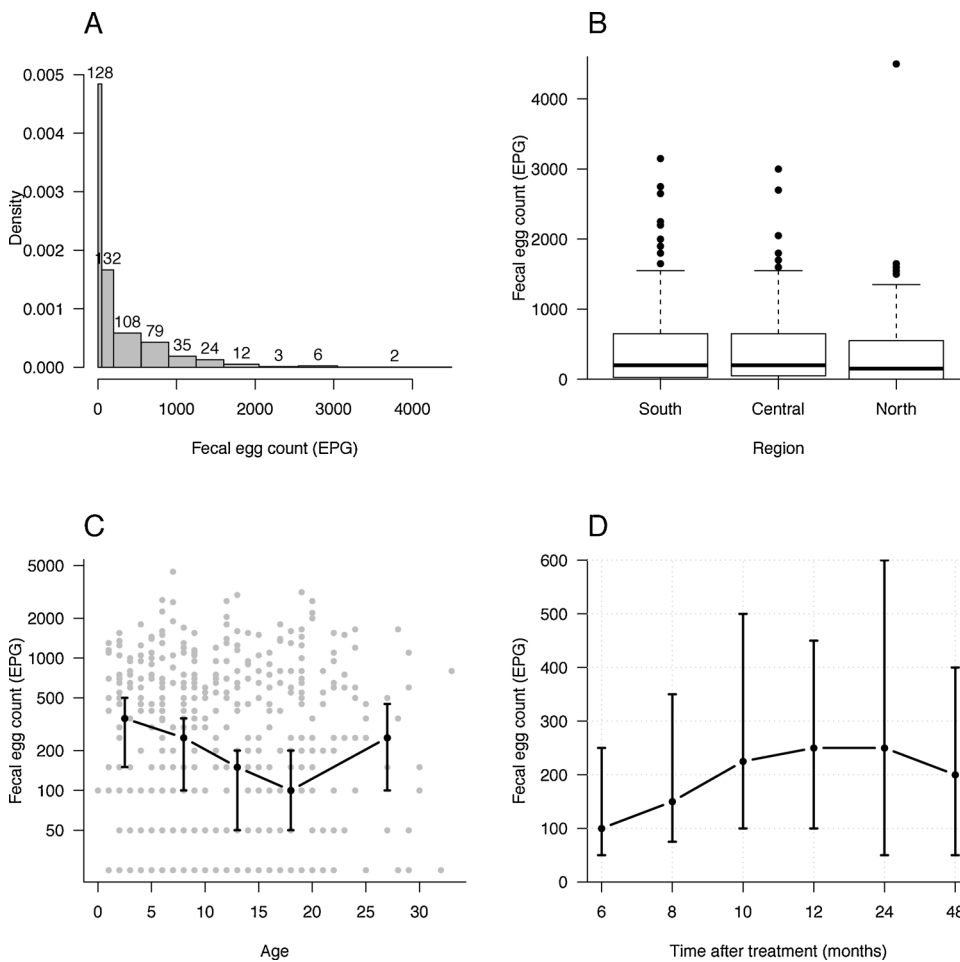 A
0.005
0.004
0.003
0.002
0.001
0.000
Density
128
132
108
79
35
24
12
3
6
2
0 1000 2000 3000 4000
Fecal egg count (EPG)
B
4000
3000
2000
1000
0
Fecal egg count (EPG)
South Central North
Region
C
5000
2000
1000
500
200
100
50
Fecal egg count (EPG)
0 5 10 15 20 25 30
Age
D
600
500
400
300
200
100
0
Fecal egg count (EPG)
6 8 10 12 24 48
Time after treatment (months)